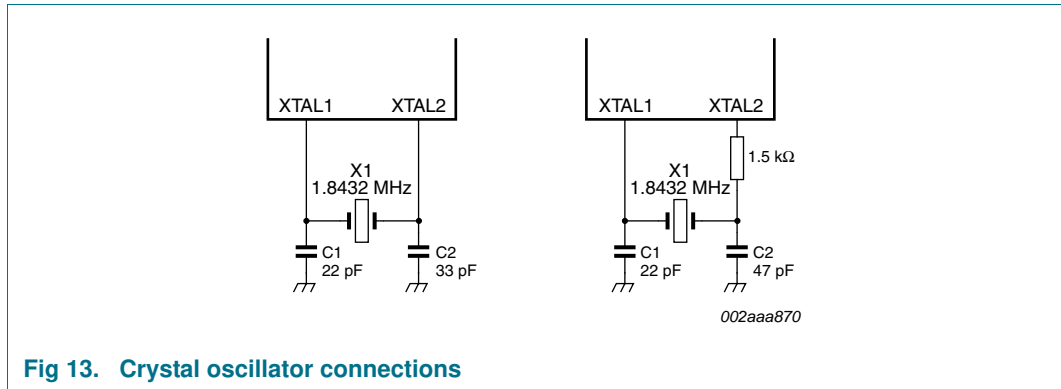 XTAL1 XTAL2
X1
1.8432 MHz
C1
22 pF
C2
33 pF
XTAL1 XTAL2
1.5 kΩ
X1
1.8432 MHz
C1
22 pF
C2
47 pF
002aaa870
Fig 13. Crystal oscillator connections